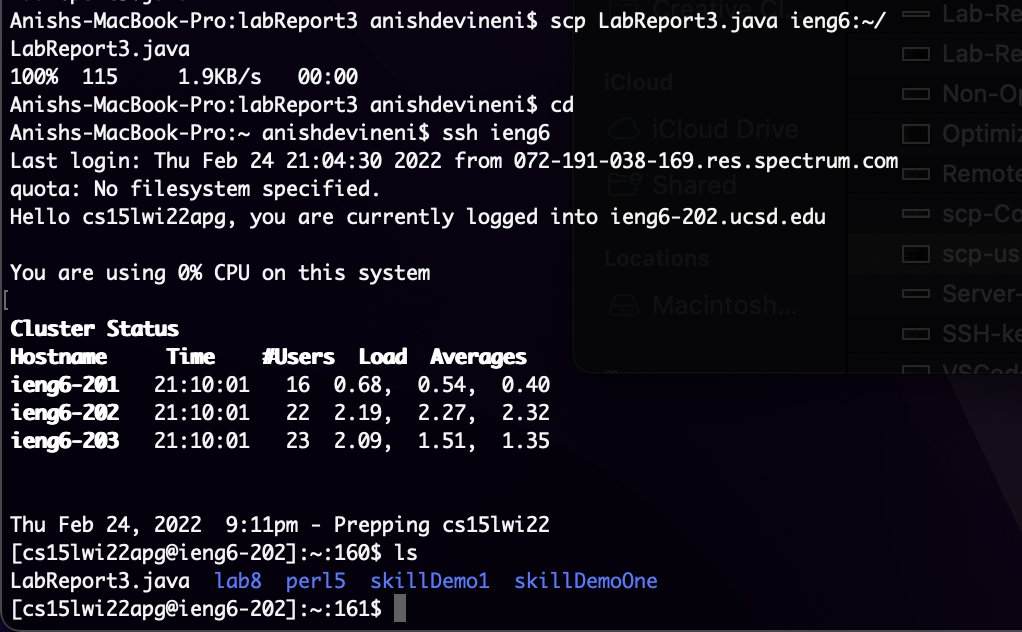 Anishs-MacBook-Pro:labReport3 anishdevineni$ scp LabReport3.java ieng6:~/
LabReport3.java
100%  115     1.9KB/s   00:00
Anishs-MacBook-Pro:labReport3 anishdevineni$ cd
Anishs-MacBook-Pro:~ anishdevineni$ ssh ieng6
Last login: Thu Feb 24 21:04:30 2022 from 072-191-038-169.res.spectrum.com
quota: No filesystem specified.
Hello cs15lwi22apg, you are currently logged into ieng6-202.ucsd.edu
You are using 0% CPU on this system
[
Cluster Status
Hostname     Time    #Users  Load  Averages
ieng6-201   21:10:01   16  0.68,  0.54,  0.40
ieng6-202   21:10:01   22  2.19,  2.27,  2.32
ieng6-203   21:10:01   23  2.09,  1.51,  1.35
Thu Feb 24, 2022  9:11pm - Prepping cs15lwi22
[cs15lwi22apg@ieng6-202]:~:160$ ls
LabReport3.java  lab8  perl5  skillDemo1  skillDemoOne
[cs15lwi22apg@ieng6-202]:~:161$
iCloud
iCloud Drive
Shared
Locations
Macintosh...
Lab-Re
Lab-Re
Non-Op
Optimiz
Remote
scp-Co
scp-us
Server-
SSH-ke
VSCode